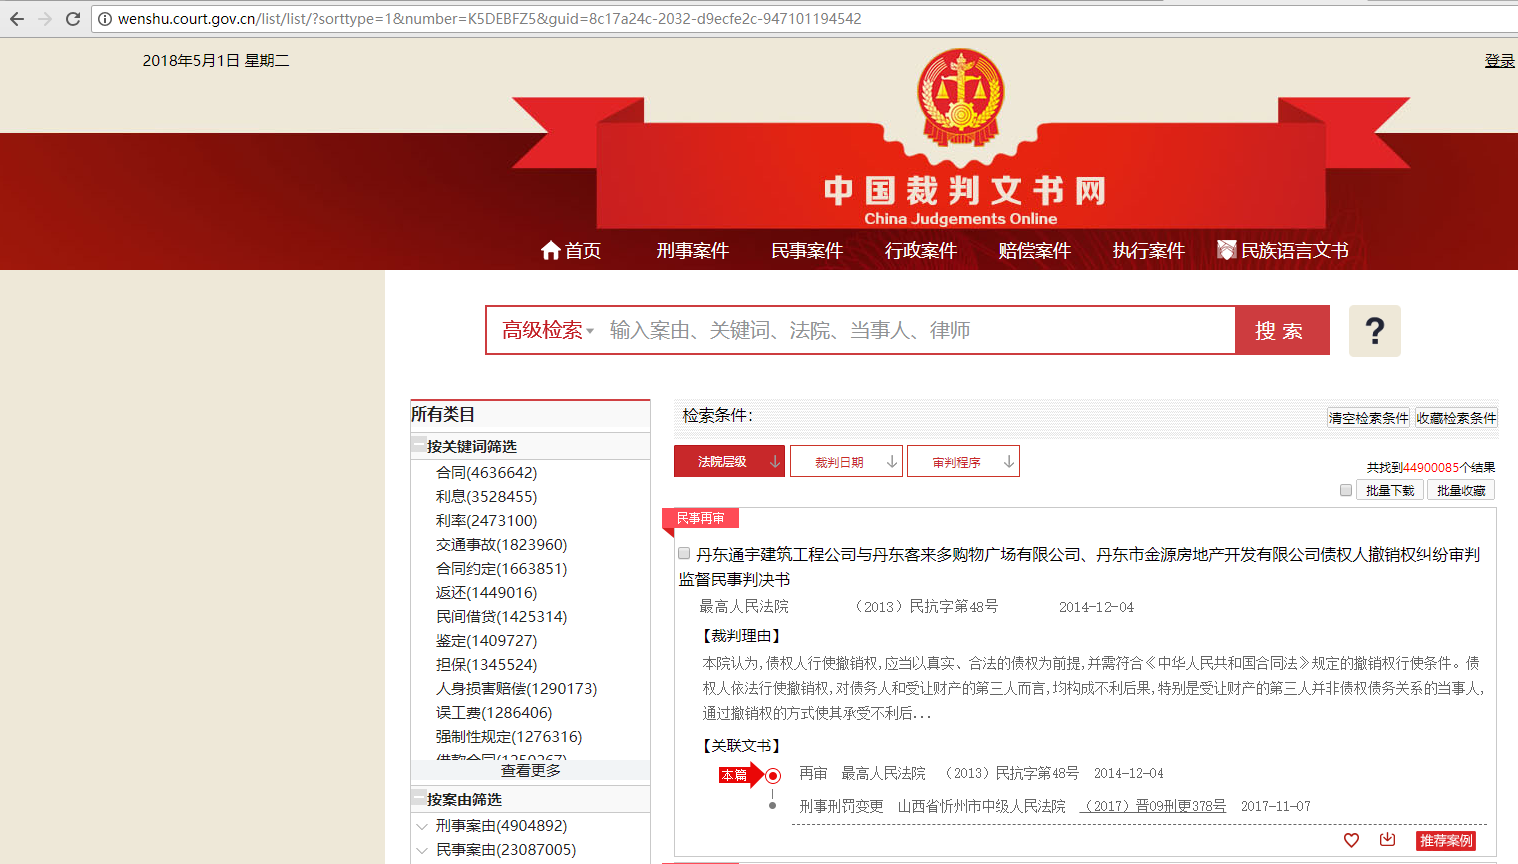 wenshu.court.gov.cn/list/list/?sorttype=1&number=K5DEBFZ5&guid=8c17a24c-2032-d9ecfe2c-947101194542
2018年5月1日 星期二
登录
中国裁判文书网
China Judgements Online
首页 刑事案件 民事案件 行政案件 赔偿案件 执行案件 民族语言文书
高级检索 输入案由、关键词、法院、当事人、律师 搜索 ?
所有类目
按关键词筛选
合同(4636642)
利息(3528455)
利率(2473100)
交通事故(1823960)
合同约定(1663851)
返还(1449016)
民间借贷(1425314)
鉴定(1409727)
担保(1345524)
人身损害赔偿(1290173)
误工费(1286406)
强制性规定(1276316)
借款合同(1250267)
查看更多
按案由筛选
刑事案由(4904892)
民事案由(23087005)
检索条件：
清空检索条件 收藏检索条件
法院层级 裁判日期 审判程序
共找到44900085个结果
批量下载 批量收藏
民事再审
丹东通宇建筑工程公司与丹东客来多购物广场有限公司、丹东市金源房地产开发有限公司债权人撤销权纠纷审判
监督民事判决书
最高人民法院 （2013）民抗字第48号 2014-12-04
【裁判理由】
本院认为,债权人行使撤销权,应当以真实、合法的债权为前提,并需符合《中华人民共和国合同法》规定的撤销权行使条件。债
权人依法行使撤销权,对债务人和受让财产的第三人而言,均构成不利后果,特别是受让财产的第三人并非债权债务关系的当事人,
通过撤销权的方式使其承受不利后...
【关联文书】
本篇 再审 最高人民法院 （2013）民抗字第48号 2014-12-04
刑事刑罚变更 山西省忻州市中级人民法院 （2017）晋09刑更378号 2017-11-07
推荐案例